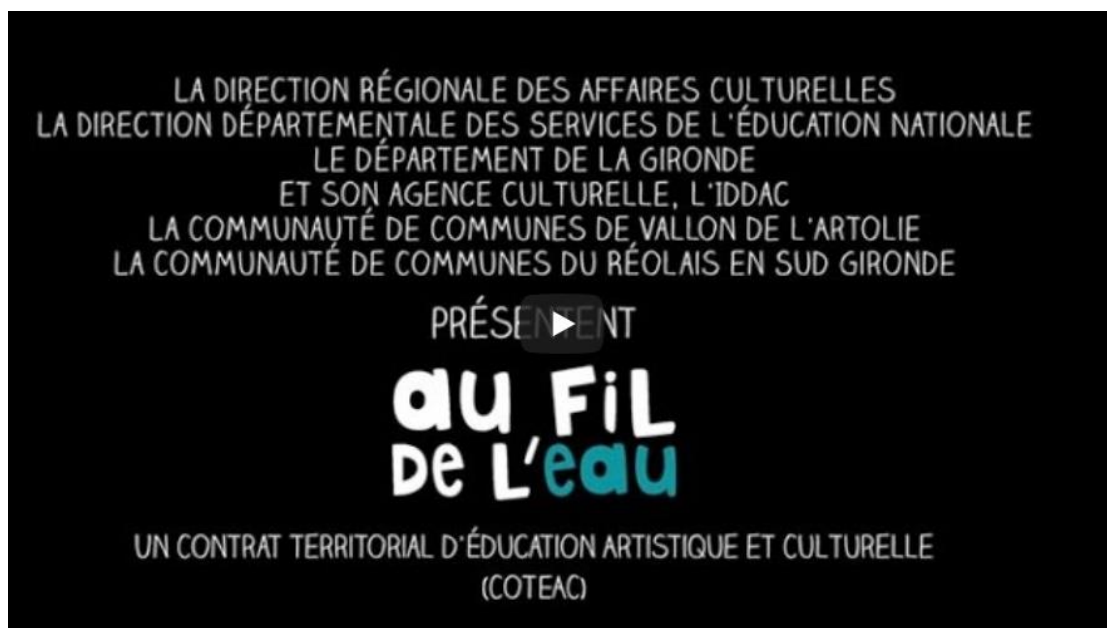 LA DIRECTION RÉGIONALE DES AFFAIRES CULTURELLES
LA DIRECTION DÉPARTEMENTALE DES SERVICES DE L'ÉDUCATION NATIONALE
LE DÉPARTEMENT DE LA GIRONDE
ET SON AGENCE CULTURELLE, L'IDDAC
LA COMMUNAUTÉ DE COMMUNES DE VALLON DE L'ARTOLIE
LA COMMUNAUTÉ DE COMMUNES DU RÉOLAIS EN SUD GIRONDE
PRÉSENTENT
au FiL
De L'eau
UN CONTRAT TERRITORIAL D'ÉDUCATION ARTISTIQUE ET CULTURELLE
(COTEAC)